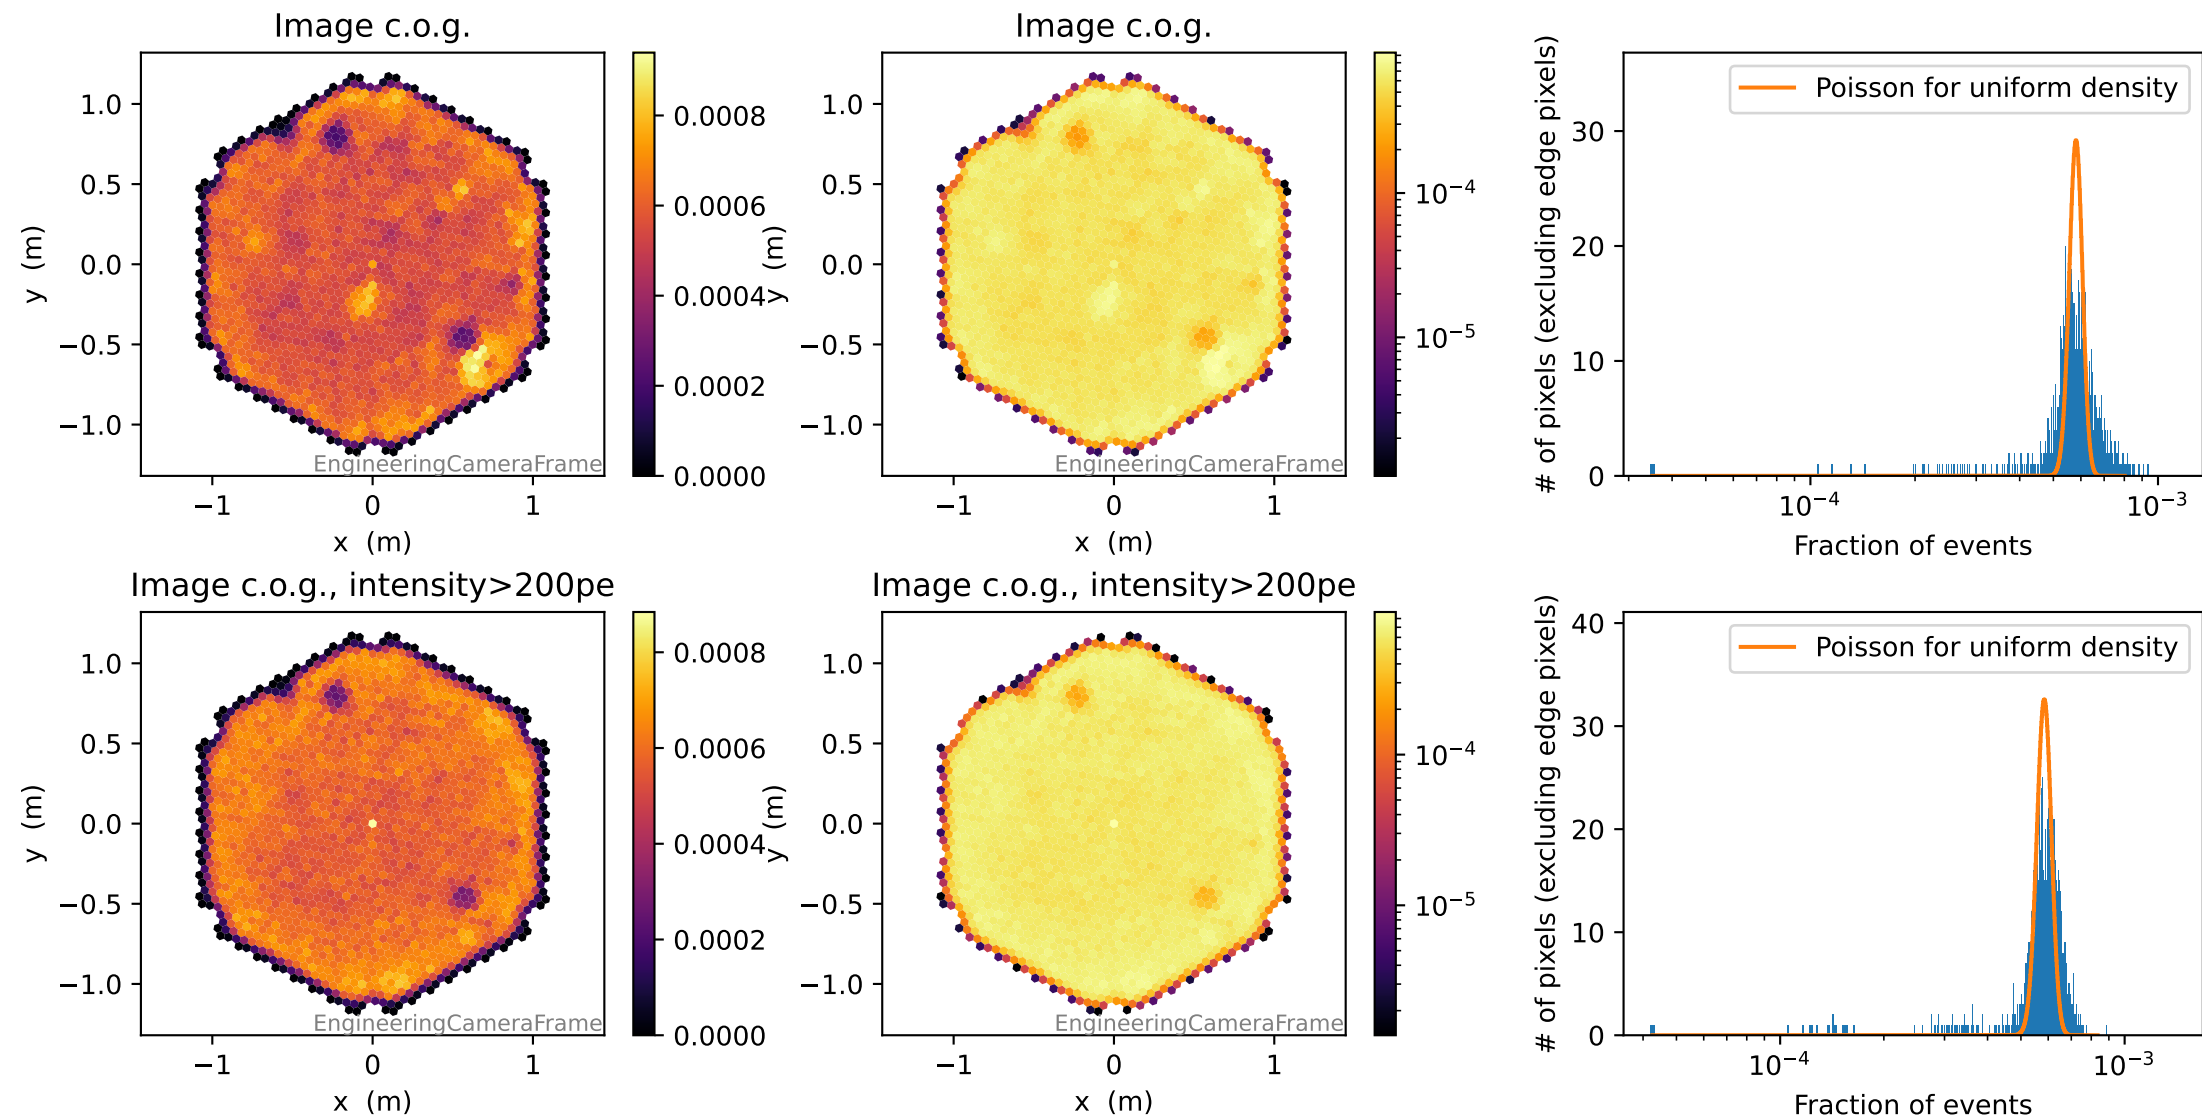 Image c.o.g.
1.0
0.5
0.0
−0.5
−1.0
y (m)
−1
0
1
x (m)
EngineeringCameraFrame
0.0008
0.0006
0.0004
0.0002
0.0000
Image c.o.g.
1.0
0.5
0.0
−0.5
−1.0
y (m)
−1
0
1
x (m)
EngineeringCameraFrame
10−4
10−5
# of pixels (excluding edge pixels)
30
20
10
0
Poisson for uniform density
10−4
10−3
Fraction of events
Image c.o.g., intensity>200pe
1.0
0.5
0.0
−0.5
−1.0
y (m)
−1
0
1
x (m)
EngineeringCameraFrame
0.0008
0.0006
0.0004
0.0002
0.0000
Image c.o.g., intensity>200pe
1.0
0.5
0.0
−0.5
−1.0
y (m)
−1
0
1
x (m)
EngineeringCameraFrame
10−4
10−5
# of pixels (excluding edge pixels)
40
30
20
10
0
Poisson for uniform density
10−4
10−3
Fraction of events